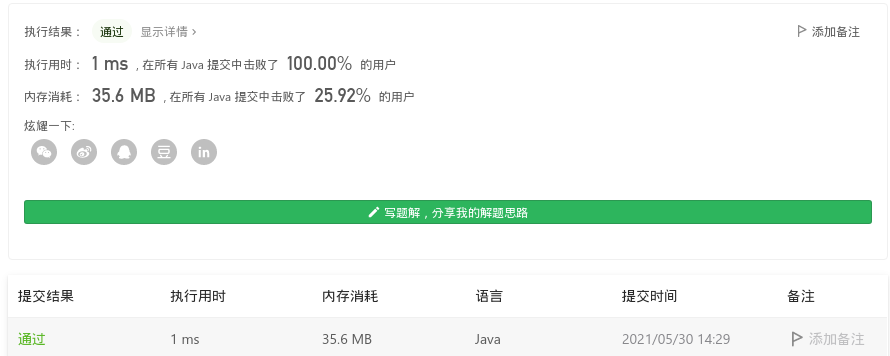 执行结果： 通过 显示详情 > 添加备注
执行用时： 1 ms , 在所有 Java 提交中击败了 100.00% 的用户
内存消耗： 35.6 MB , 在所有 Java 提交中击败了 25.92% 的用户
炫耀一下:
豆 in
写题解，分享我的解题思路
提交结果 执行用时 内存消耗 语言 提交时间 备注
通过 1 ms 35.6 MB Java 2021/05/30 14:29 添加备注